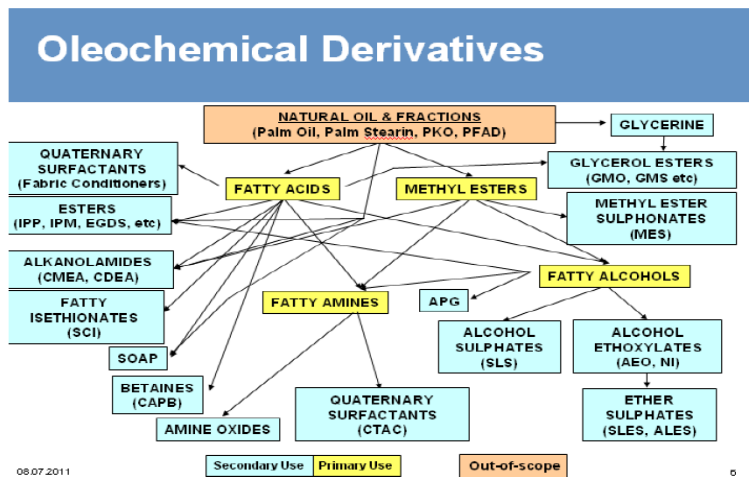 Oleochemical Derivatives
NATURAL OIL & FRACTIONS
(Palm Oil, Palm Stearin, PKO, PFAD)
GLYCERINE
QUATERNARY
SURFACTANTS
(Fabric Conditioners)
FATTY ACIDS
METHYL ESTERS
GLYCEROL ESTERS
(GMO, GMS etc)
ESTERS
(IPP, IPM, EGDS, etc)
METHYL ESTER
SULPHONATES
(MES)
ALKANOLAMIDES
(CMEA, CDEA)
FATTY ALCOHOLS
FATTY
ISETHIONATES
(SCI)
FATTY AMINES
APG
SOAP
ALCOHOL
SULPHATES
(SLS)
ALCOHOL
ETHOXYLATES
(AEO, NI)
BETAINES
(CAPB)
AMINE OXIDES
QUATERNARY
SURFACTANTS
(CTAC)
ETHER
SULPHATES
(SLES, ALES)
Secondary Use
Primary Use
Out-of-scope
08.07.2011